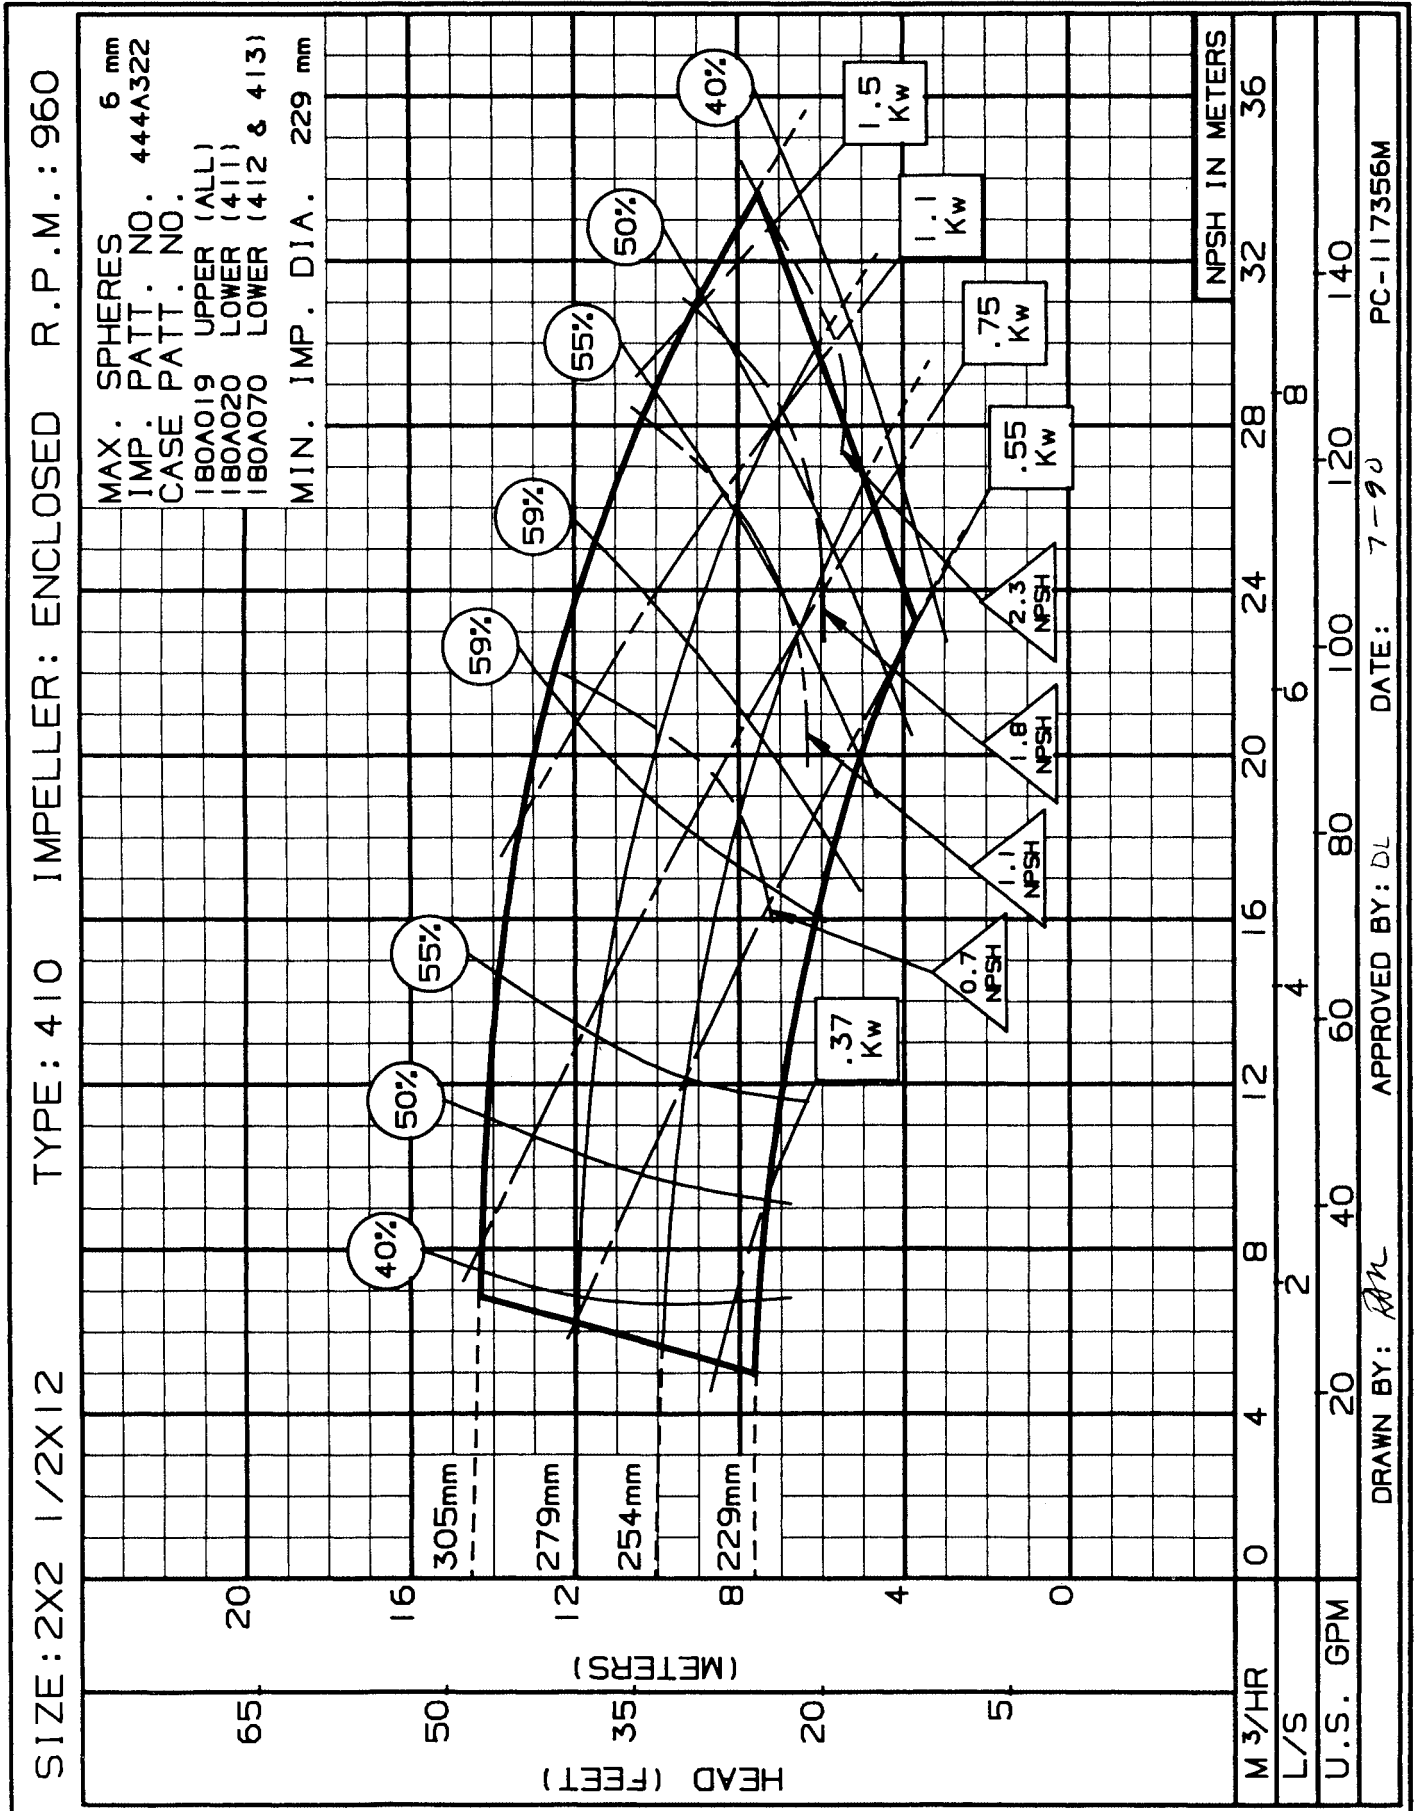 SIZE: 2X2 1/2X12 TYPE: 410 IMPELLER: ENCLOSED R.P.M.: 960
MAX. SPHERES 6 mm
IMP. PATT. NO. 444A322
CASE PATT. NO.
180A019 UPPER (ALL)
180A020 LOWER (411)
180A070 LOWER (412 & 413)
MIN. IMP. DIA. 229 mm
HEAD (FEET)
65
50
35
20
5
(METERS)
20
16
12
8
4
0
305mm
279mm
254mm
229mm
40%
50%
55%
59%
59%
55%
50%
40%
.37 Kw
.55 Kw
.75 Kw
1.1 Kw
1.5 Kw
0.7 NPSH
1.1 NPSH
1.8 NPSH
2.3 NPSH
NPSH IN METERS
M 3/HR 0 4 8 12 16 20 24 28 32 36
L/S 2 4 6 8
U.S. GPM 20 40 60 80 100 120 140
DRAWN BY: APPROVED BY: DL DATE: 7-90 PC-117356M